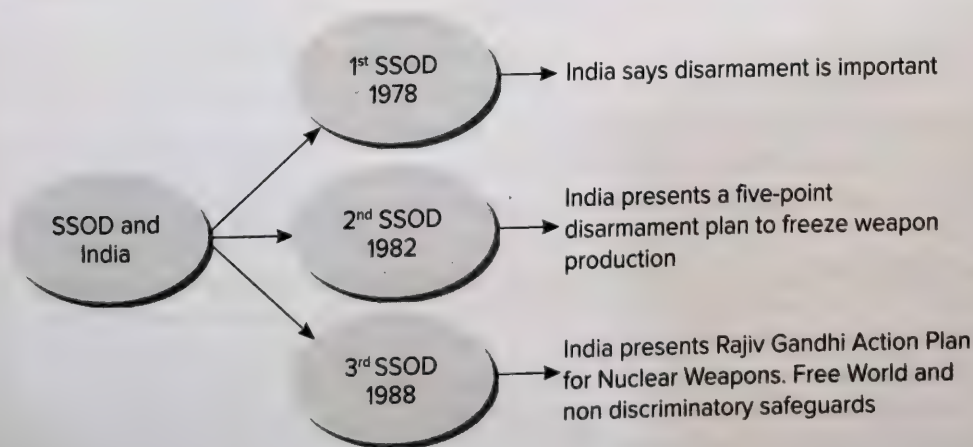 SSOD and
India
1st SSOD
1978
India says disarmament is important
2nd SSOD
1982
India presents a five-point
disarmament plan to freeze weapon
production
3rd SSOD
1988
India presents Rajiv Gandhi Action Plan
for Nuclear Weapons. Free World and
non discriminatory safeguards